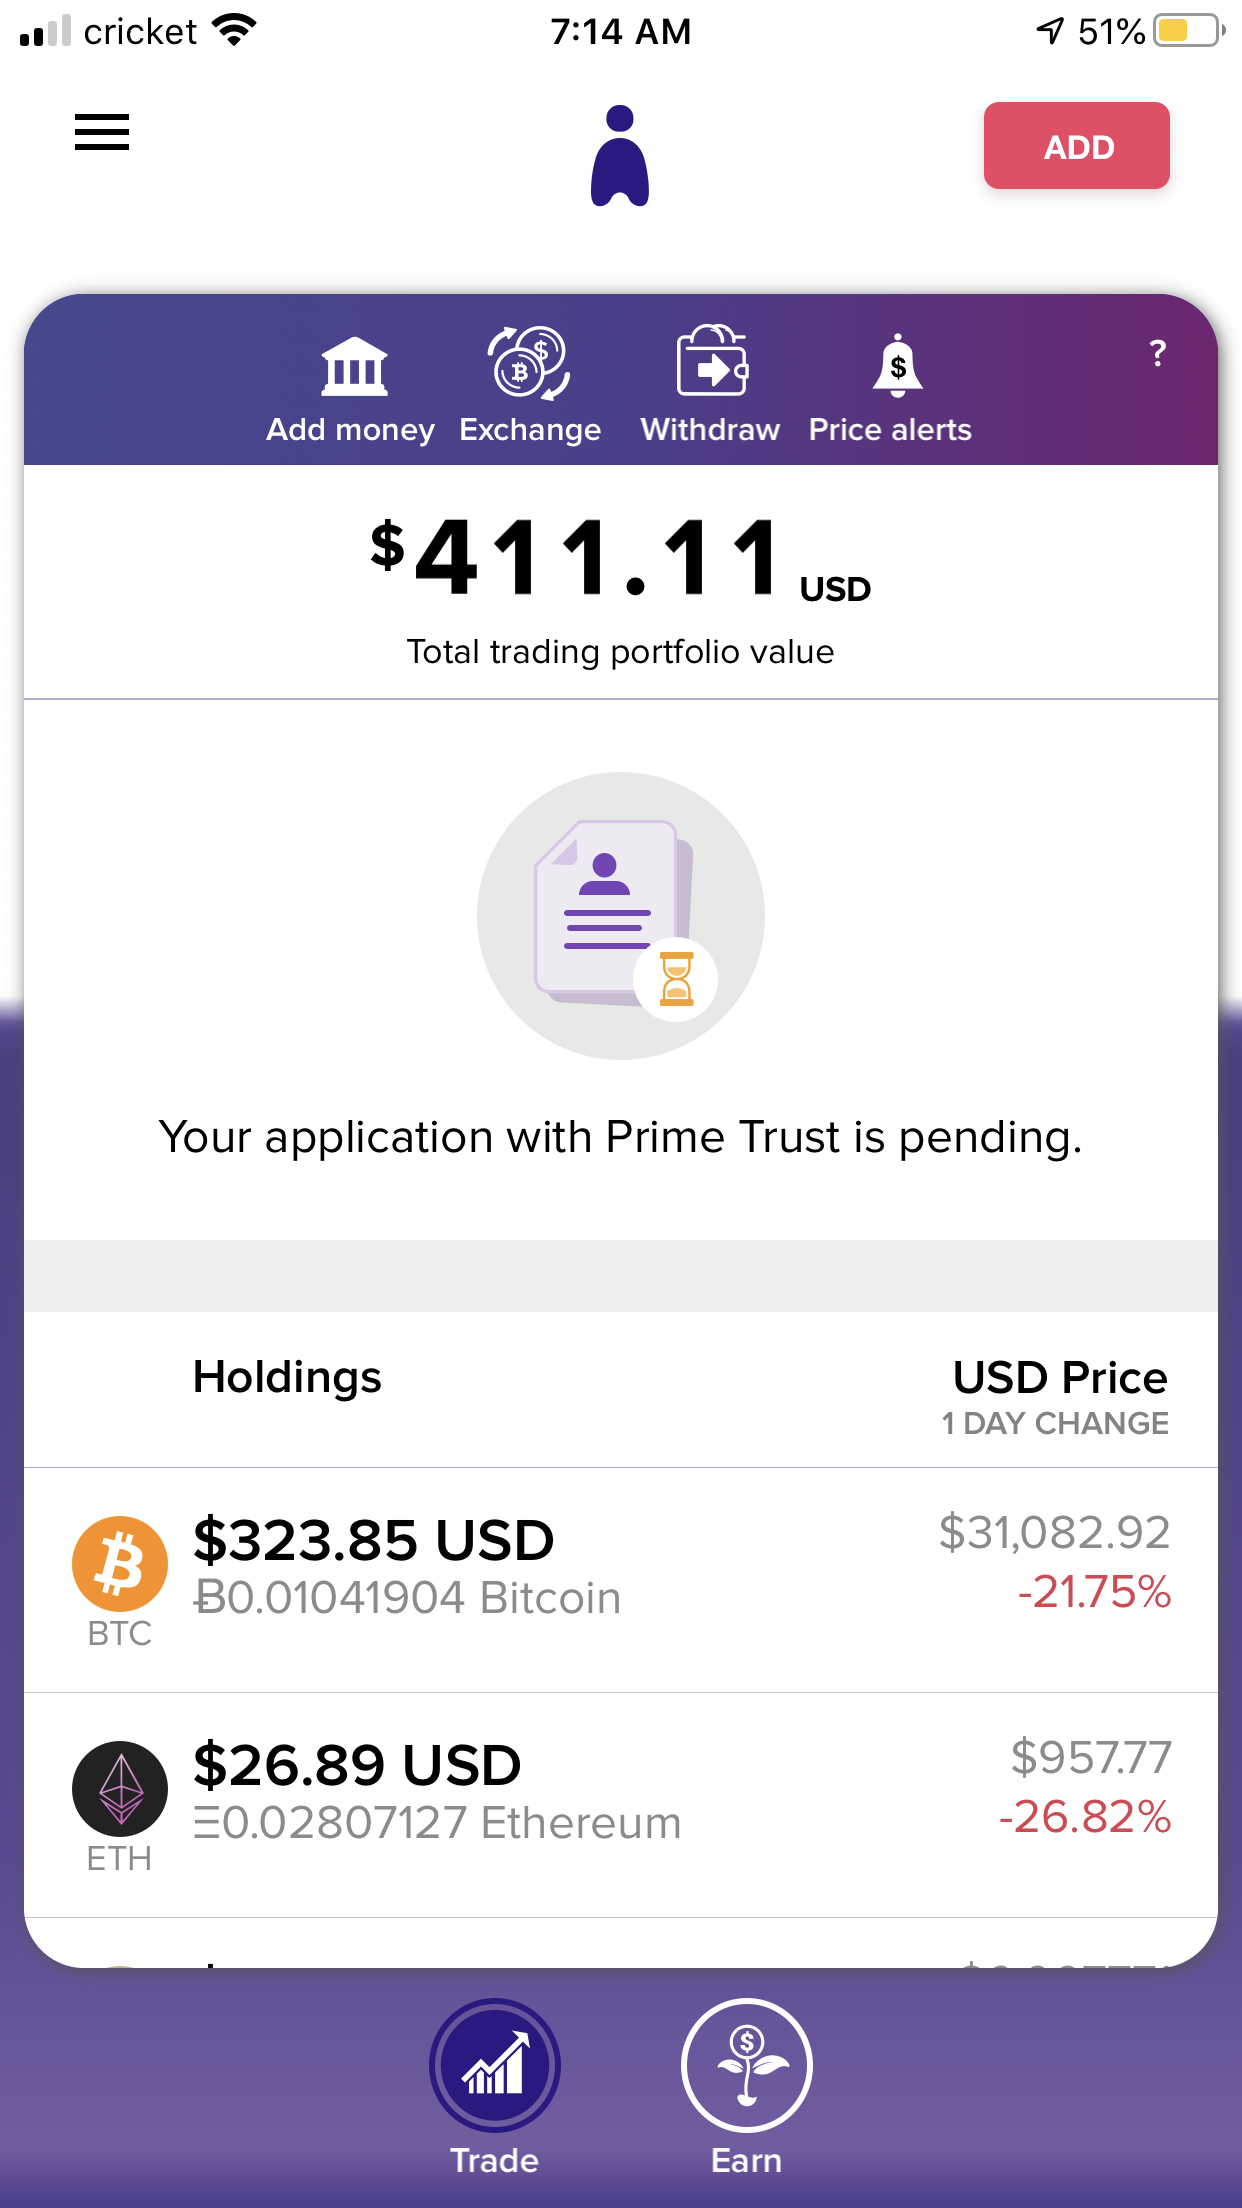 cricket 7:14 AM 51%
ADD
?
Add money Exchange Withdraw Price alerts
$411.11 USD
Total trading portfolio value
Your application with Prime Trust is pending.
Holdings USD Price
1 DAY CHANGE
$323.85 USD $31,082.92
Ƀ0.01041904 Bitcoin -21.75%
BTC
$26.89 USD $957.77
Ξ0.02807127 Ethereum -26.82%
ETH
Trade Earn